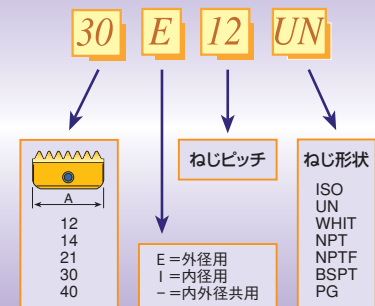 30 E 12 UN
A
12
14
21
30
40
E=外径用
I=内径用
−=内外径共用
ねじピッチ
ねじ形状
ISO
UN
WHIT
NPT
NPTF
BSPT
PG